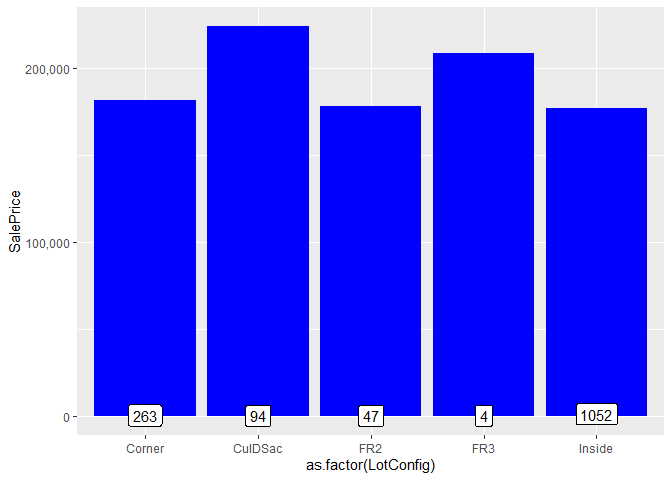 200,000
100,000
0
SalePrice
263 94 47 4 1052
Corner CulDSac FR2 FR3 Inside
as.factor(LotConfig)